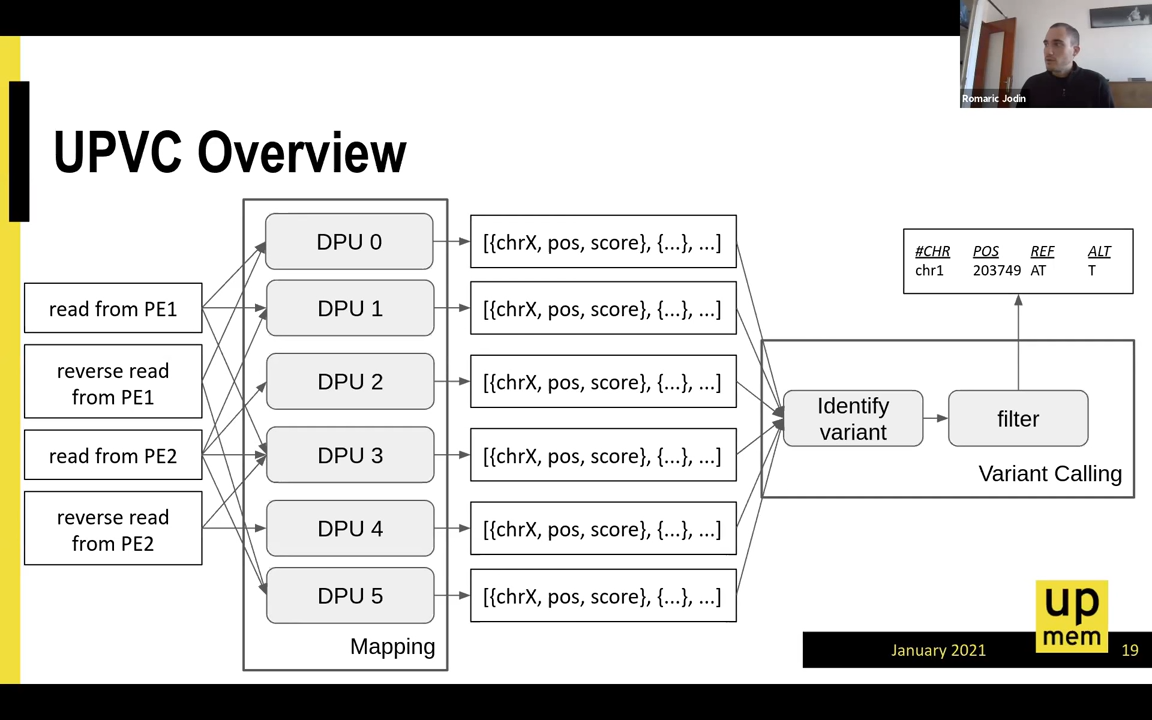 Romaric Jodin
UPVC Overview
read from PE1
reverse read
from PE1
read from PE2
reverse read
from PE2
DPU 0
DPU 1
DPU 2
DPU 3
DPU 4
DPU 5
Mapping
[{chrX, pos, score}, {...}, ...]
[{chrX, pos, score}, {...}, ...]
[{chrX, pos, score}, {...}, ...]
[{chrX, pos, score}, {...}, ...]
[{chrX, pos, score}, {...}, ...]
[{chrX, pos, score}, {...}, ...]
#CHR POS REF ALT
chr1 203749 AT T
Identify
variant
filter
Variant Calling
up
mem
January 2021 19